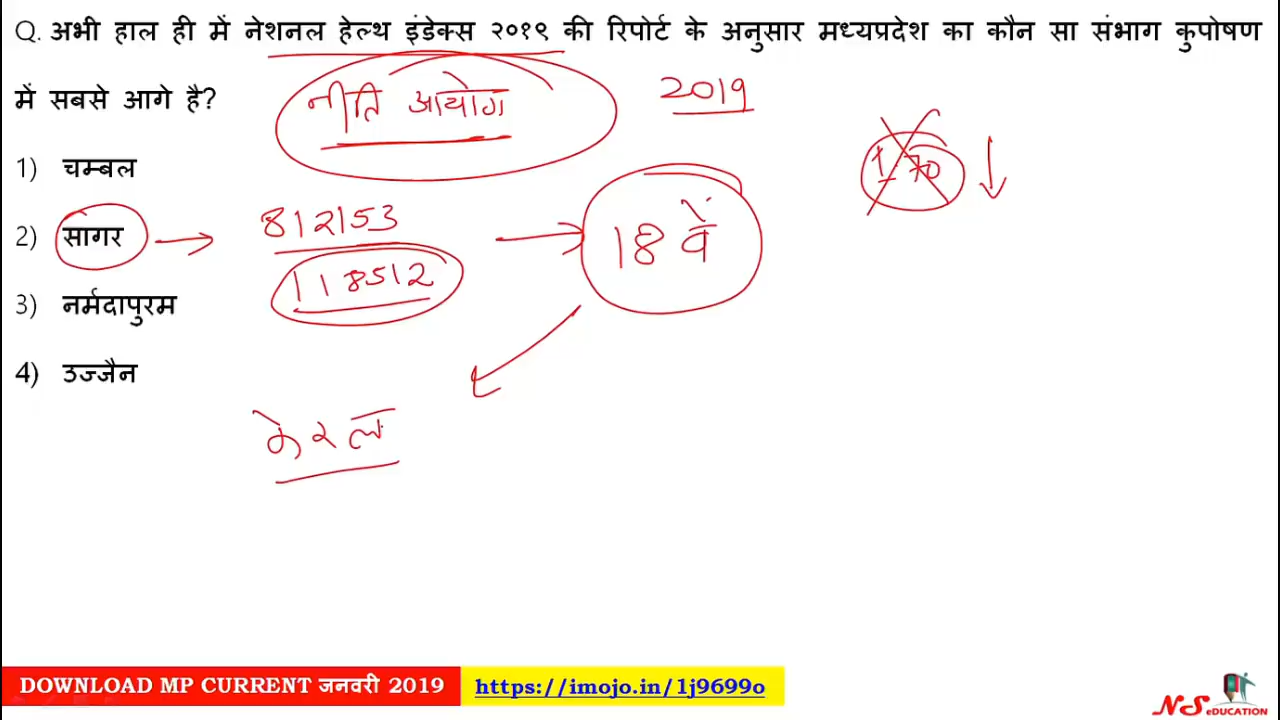 Q. अभी हाल ही में नेशनल हेल्थ इंडेक्स २०१९ की रिपोर्ट के अनुसार मध्यप्रदेश का कौन सा संभाग कुपोषण
में सबसे आगे है?
नीति आयोग
2019
1) चम्बल
2) सागर
812153
118512
18 वें
3) नर्मदापुरम
4) उज्जैन
केरल
DOWNLOAD MP CURRENT जनवरी 2019
https://imojo.in/1j9699o
NS eDUCATION